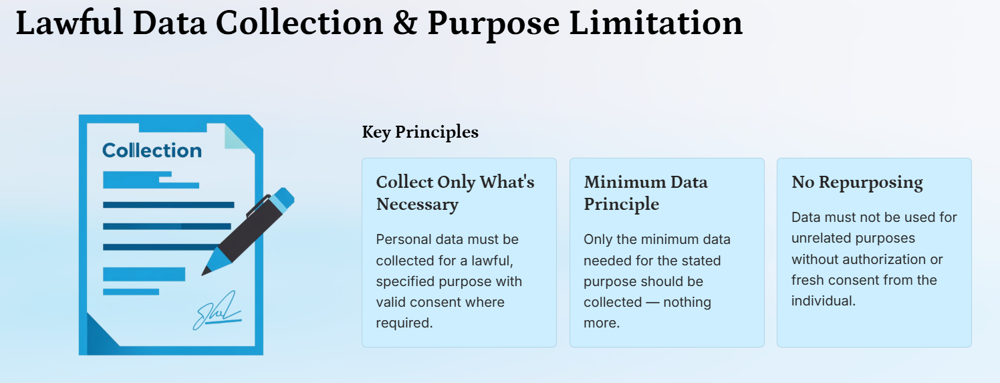 Lawful Data Collection & Purpose Limitation
Collection
Key Principles
Collect Only What's
Necessary
Personal data must be
collected for a lawful,
specified purpose with
valid consent where
required.
Minimum Data
Principle
Only the minimum data
needed for the stated
purpose should be
collected — nothing
more.
No Repurposing
Data must not be used for
unrelated purposes
without authorization or
fresh consent from the
individual.